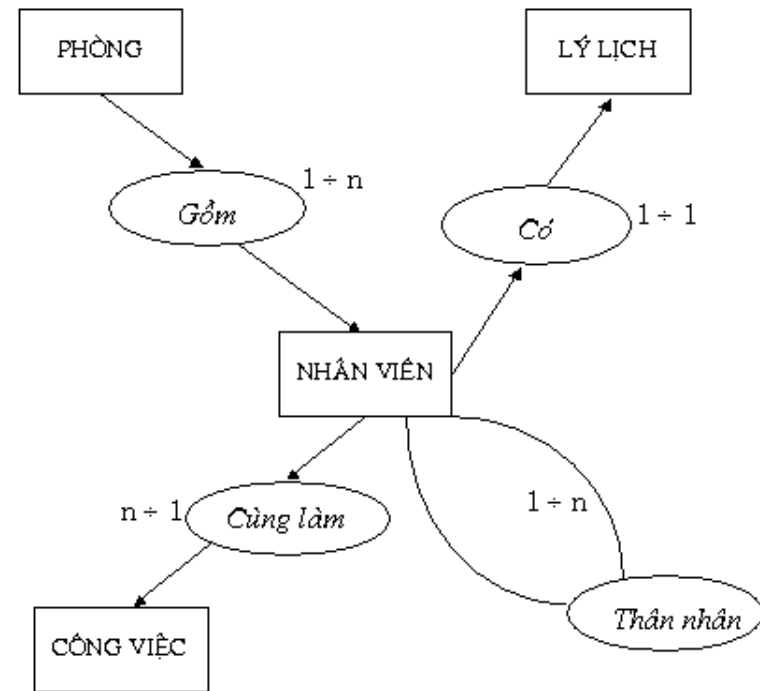 PHÒNG
LÝ LỊCH
1 ÷ n
Gồm
Có
1 ÷ 1
NHÂN VIÊN
n ÷ 1
Cùng làm
1 ÷ n
Thân nhân
CÔNG VIỆC